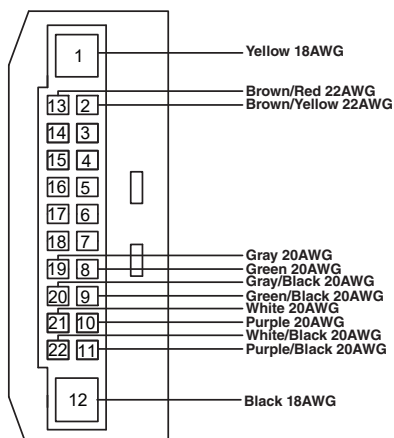 1 Yellow 18AWG
Brown/Red 22AWG
13 2 Brown/Yellow 22AWG
14 3
15 4
16 5
17 6
18 7
Gray 20AWG
19 8 Green 20AWG
Gray/Black 20AWG
20 9 Green/Black 20AWG
White 20AWG
21 10 Purple 20AWG
White/Black 20AWG
22 11 Purple/Black 20AWG
12 Black 18AWG